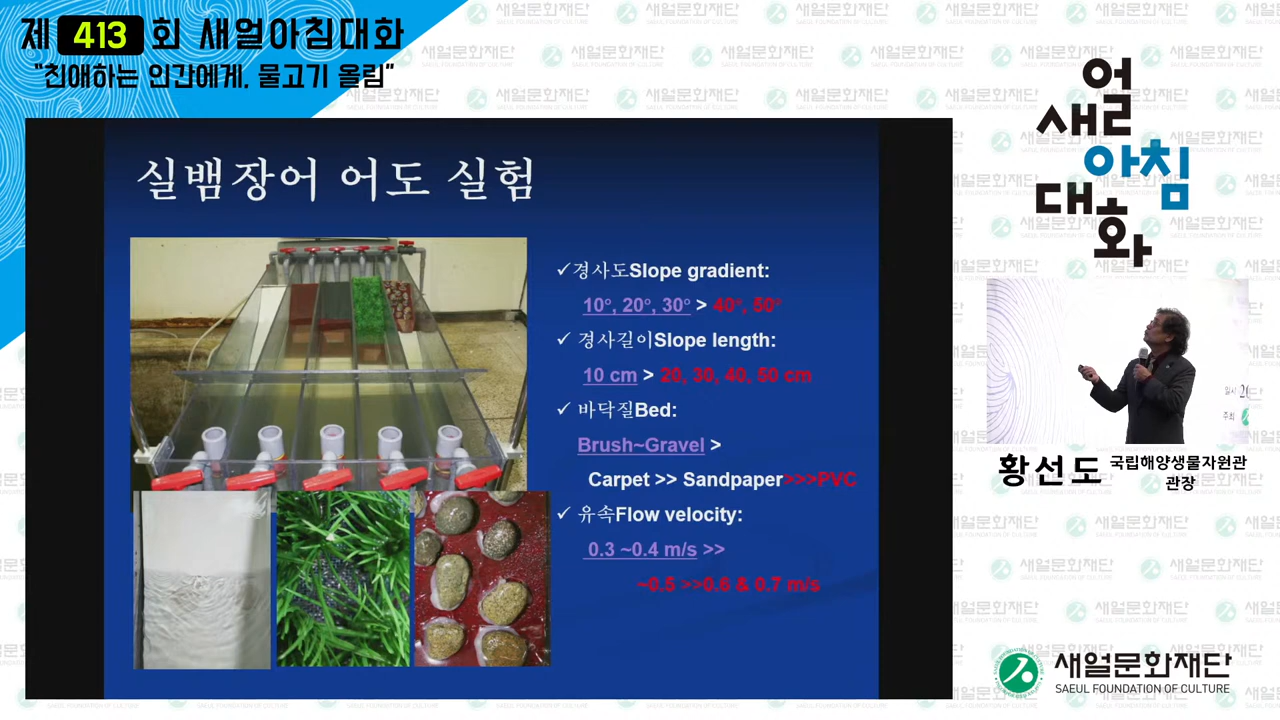 제 413 회 새얼아침대화
"친애하는 인간에게, 물고기 올림"
실뱀장어 어도 실험
✓경사도Slope gradient:
10°, 20°, 30° > 40°, 50°
✓ 경사길이Slope length:
10 cm > 20, 30, 40, 50 cm
✓ 바닥질Bed:
Brush~Gravel >
Carpet >> Sandpaper>>>PVC
✓ 유속Flow velocity:
0.3 ~0.4 m/s >>
~0.5 >>0.6 & 0.7 m/s
새얼
아침
대화
일시
주최
황선도 국립해양생물자원관
관장
새얼문화재단
SAEUL FOUNDATION OF CULTURE